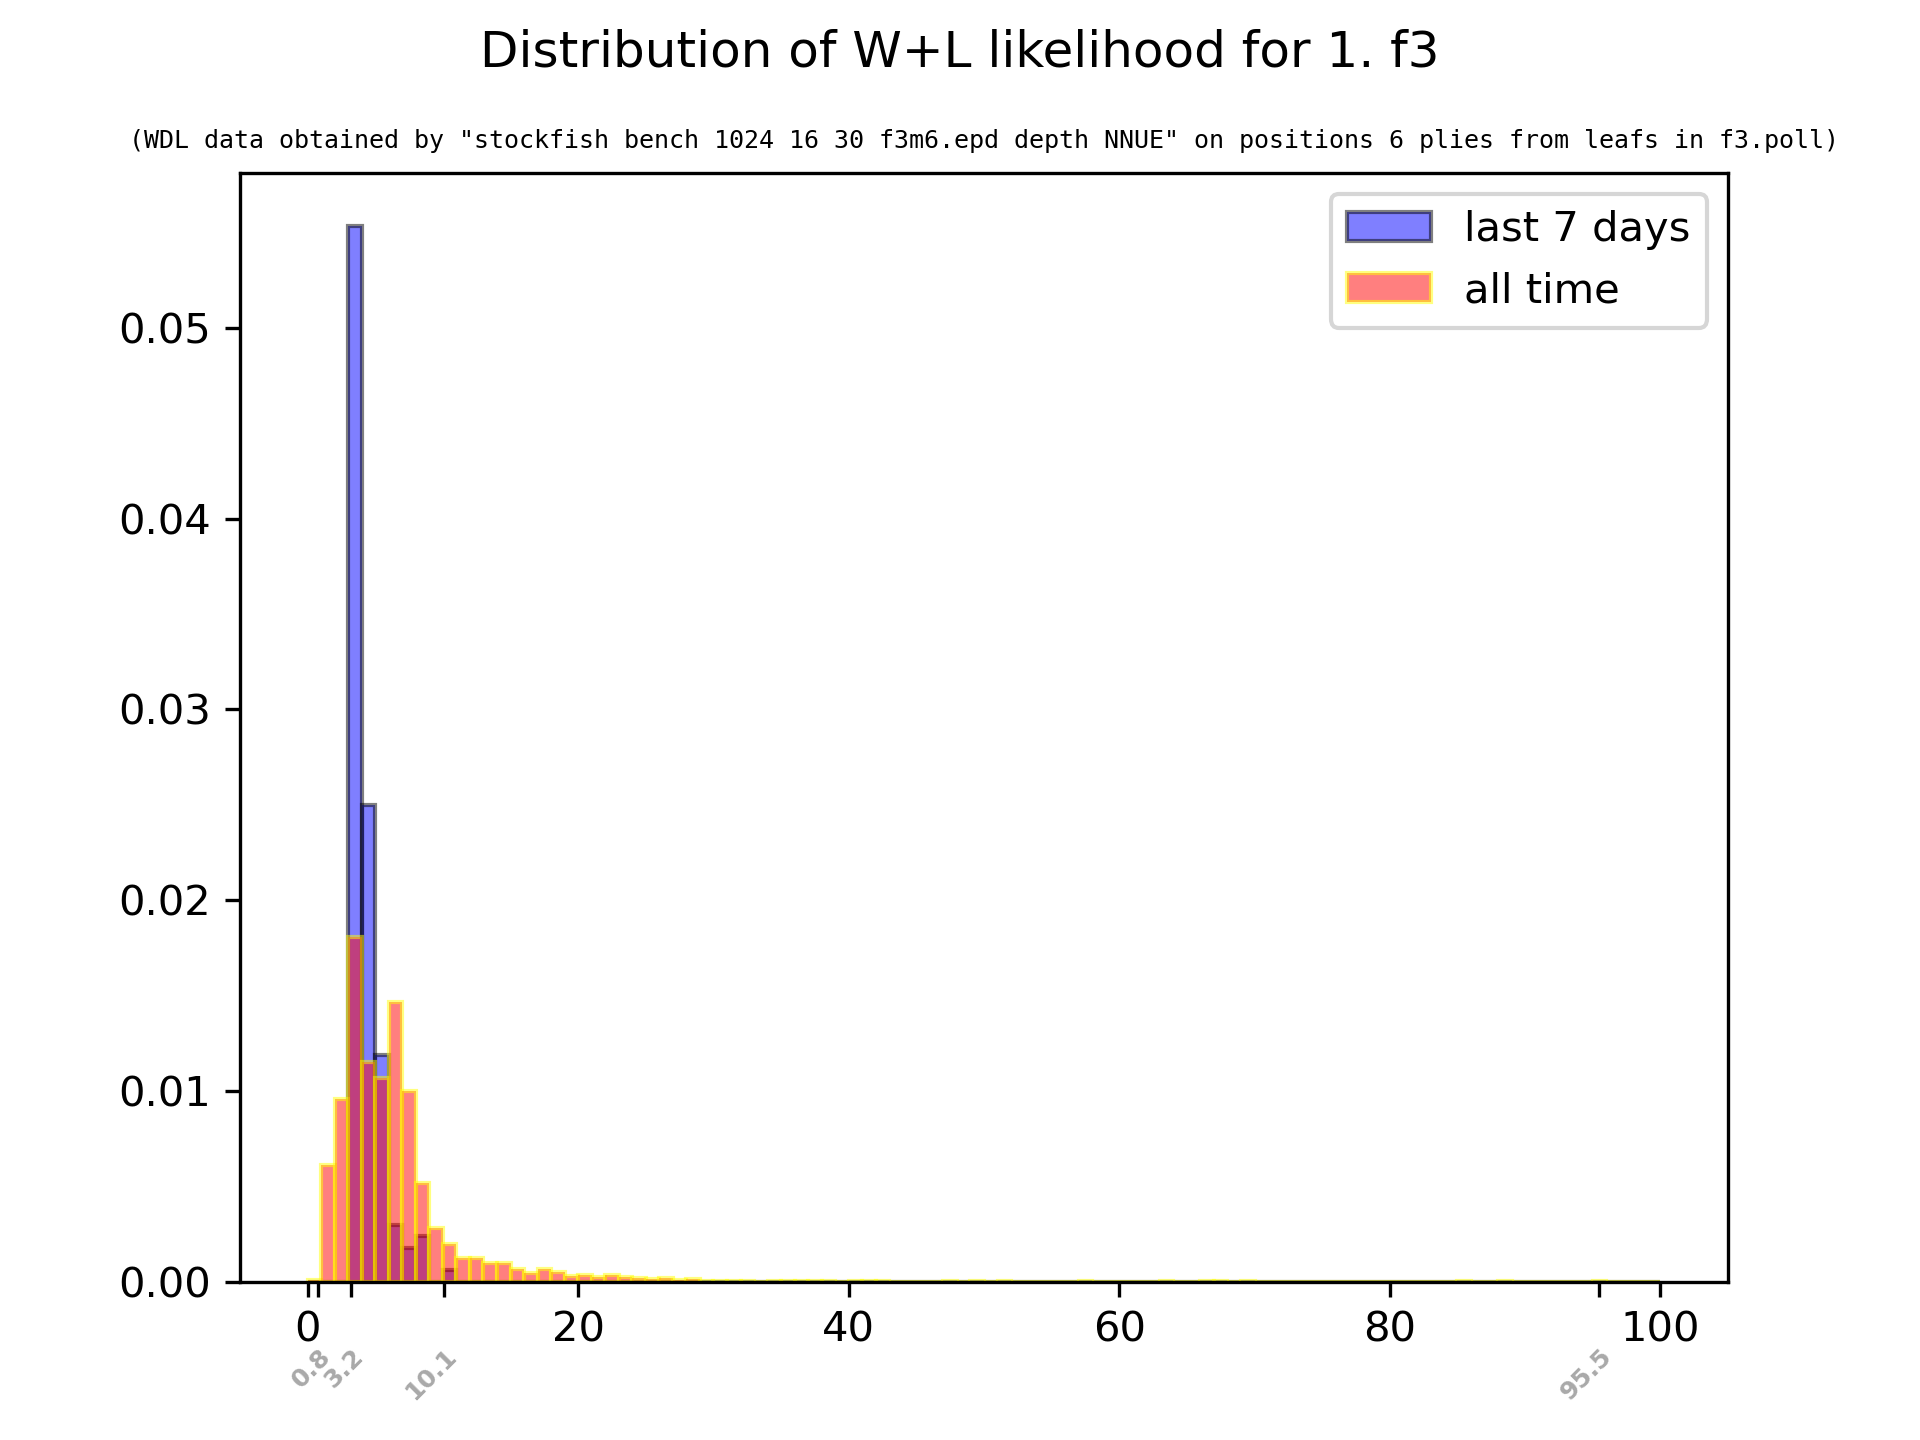 Distribution of W+L likelihood for 1. f3
(WDL data obtained by "stockfish bench 1024 16 30 f3m6.epd depth NNUE" on positions 6 plies from leafs in f3.poll)
last 7 days
all time
0.05
0.04
0.03
0.02
0.01
0.00
0 20 40 60 80 100
0.8 3.2 10.1 95.5